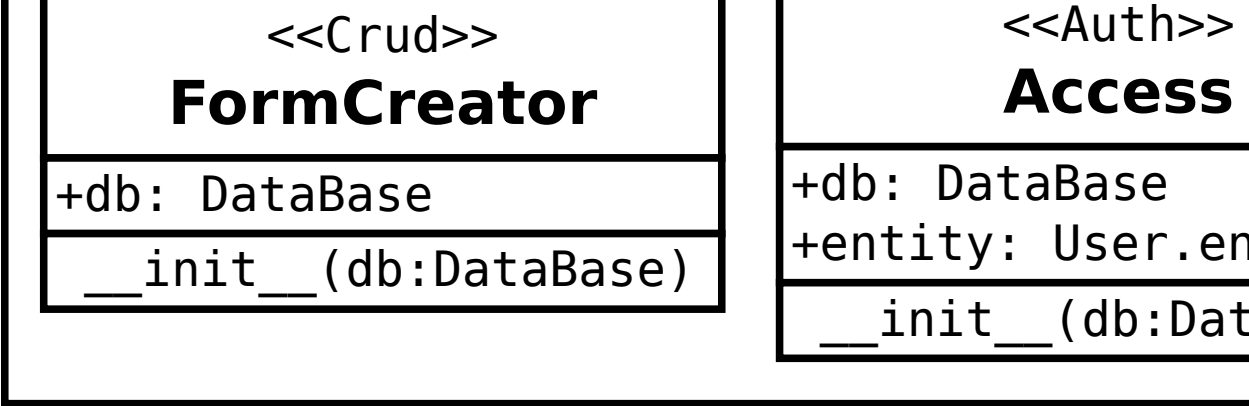 <<Crud>>
FormCreator
+db: DataBase
__init__(db:DataBase)
<<Auth>>
Access
+db: DataBase
+entity: User.en
__init__(db:Dat